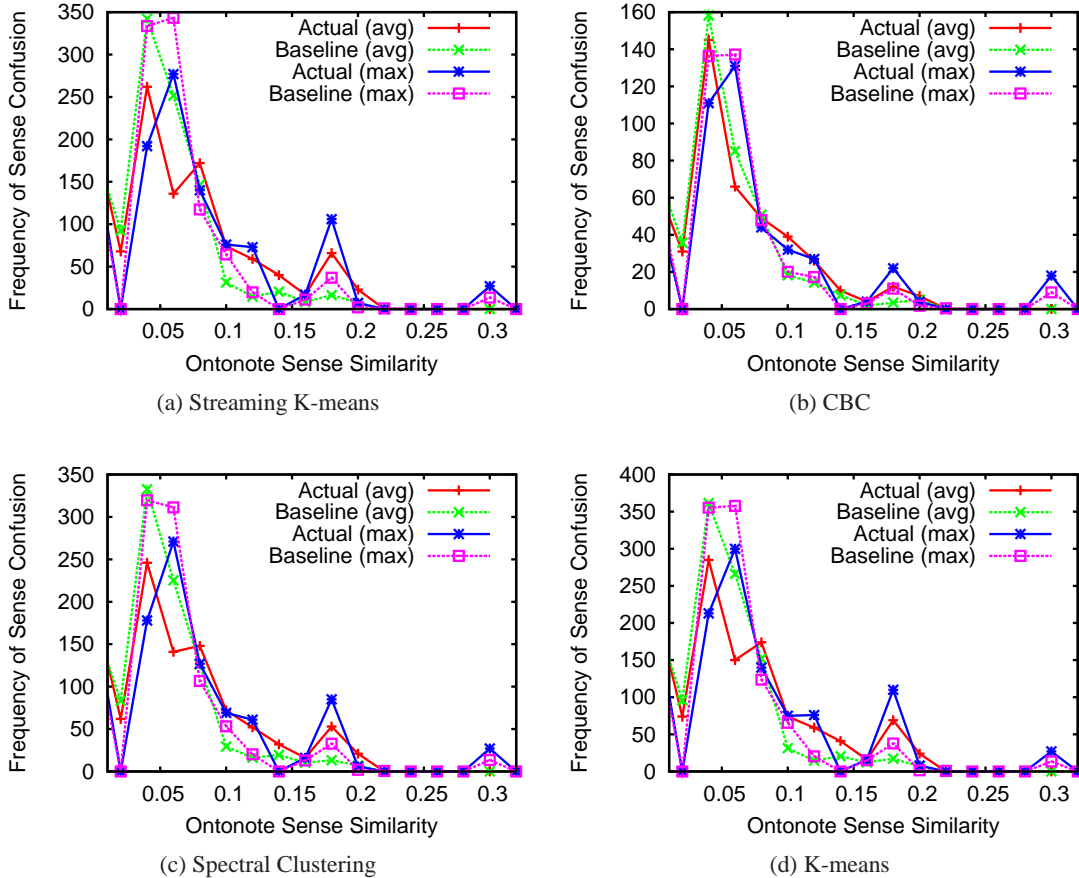 350
300
250
200
150
100
50
0
0.05 0.1 0.15 0.2 0.25 0.3
Frequency of Sense Confusion
Ontonote Sense Similarity
Actual (avg)
Baseline (avg)
Actual (max)
Baseline (max)
(a) Streaming K-means
160
140
120
100
80
60
40
20
0
0.05 0.1 0.15 0.2 0.25 0.3
Frequency of Sense Confusion
Ontonote Sense Similarity
Actual (avg)
Baseline (avg)
Actual (max)
Baseline (max)
(b) CBC
350
300
250
200
150
100
50
0
0.05 0.1 0.15 0.2 0.25 0.3
Frequency of Sense Confusion
Ontonote Sense Similarity
Actual (avg)
Baseline (avg)
Actual (max)
Baseline (max)
(c) Spectral Clustering
400
350
300
250
200
150
100
50
0
0.05 0.1 0.15 0.2 0.25 0.3
Frequency of Sense Confusion
Ontonote Sense Similarity
Actual (avg)
Baseline (avg)
Actual (max)
Baseline (max)
(d) K-means